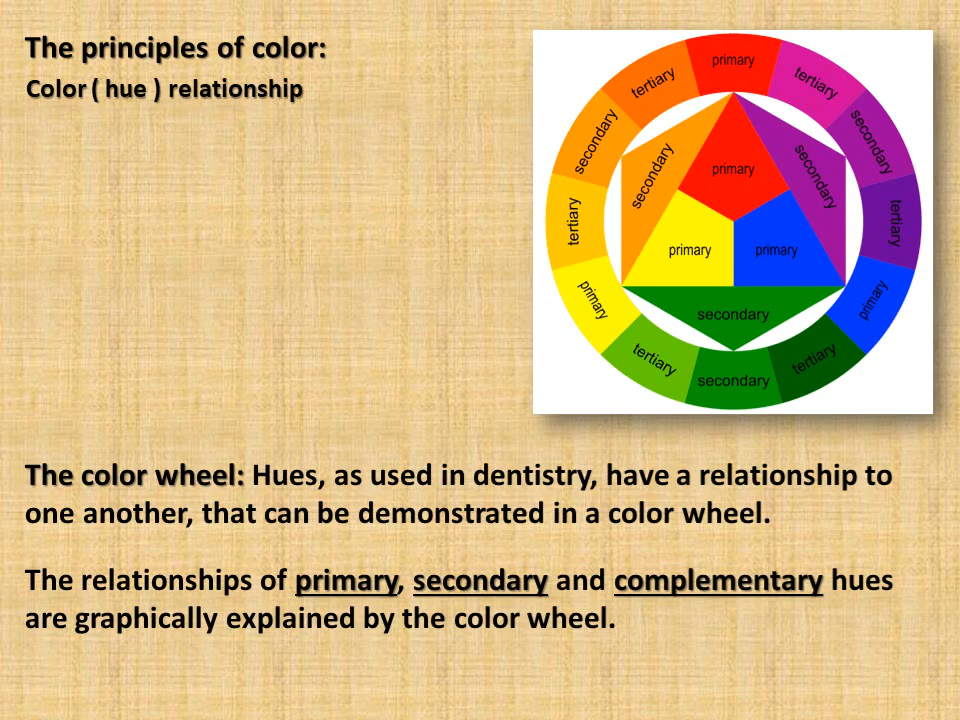 The principles of color:
Color ( hue ) relationship
primary
tertiary
secondary
tertiary
primary
tertiary
secondary
tertiary
primary
tertiary
secondary
tertiary
secondary
primary
secondary
primary
primary
secondary
The color wheel: Hues, as used in dentistry, have a relationship to
one another, that can be demonstrated in a color wheel.
The relationships of primary, secondary and complementary hues
are graphically explained by the color wheel.